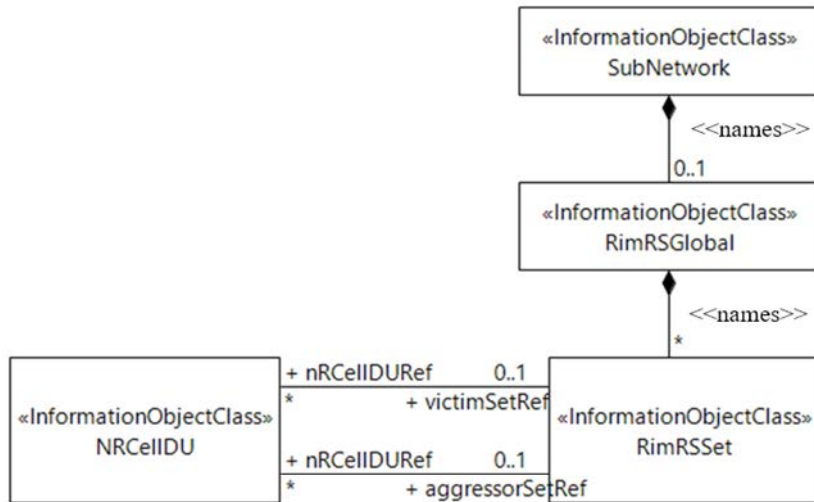 «InformationObjectClass»
SubNetwork
<<names>>
0..1
«InformationObjectClass»
RimRSGlobal
<<names>>
*
+ nRCellDURef 0..1
* + victimSetRef
«InformationObjectClass»
NRCellDU
«InformationObjectClass»
RimRSSet
+ nRCellDURef 0..1
* + aggressorSetRef